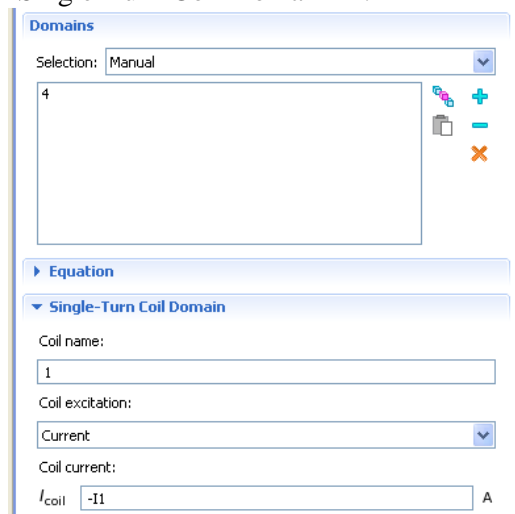 Domains
Selection: Manual
4
Equation
Single-Turn Coil Domain
Coil name:
1
Coil excitation:
Current
Coil current:
Icoil -I1 A